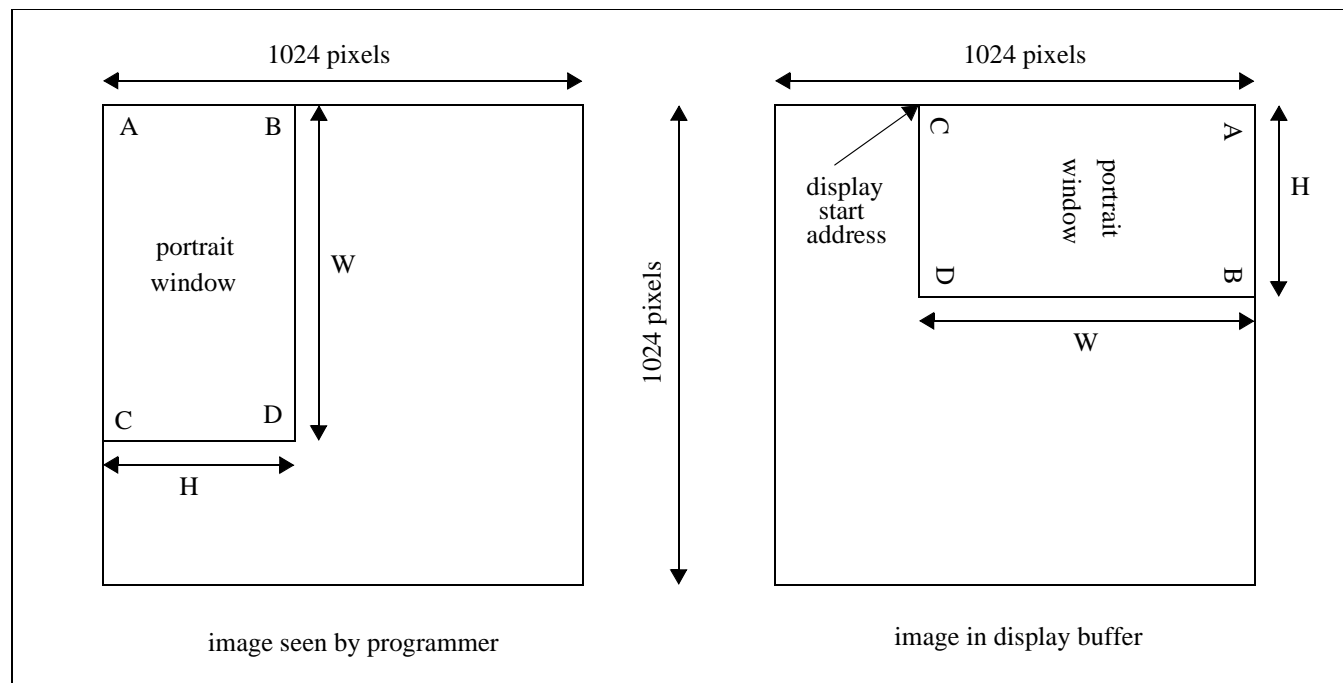 1024 pixels
A
B
portrait
window
W
C
D
H
image seen by programmer
1024 pixels
1024 pixels
C
A
display
start
address
portrait
window
H
D
B
W
image in display buffer